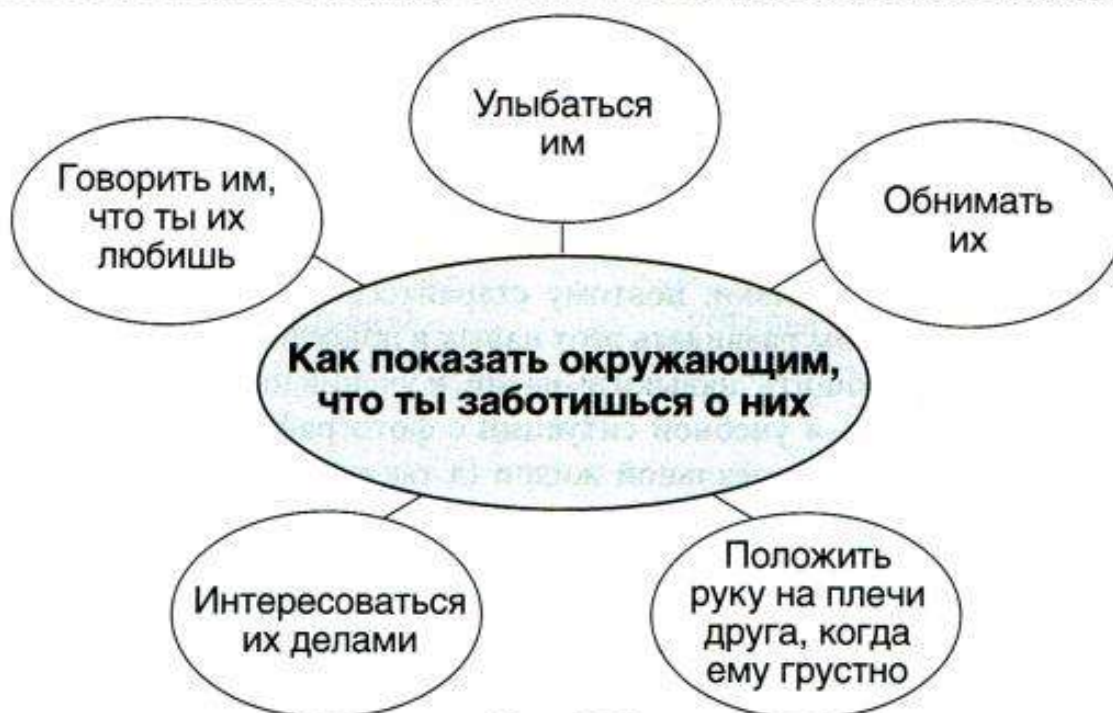 Улыбаться
им
Говорить им,
что ты их
любишь
Обнимать
их
Как показать окружающим,
что ты заботишься о них
Интересоваться
их делами
Положить
руку на плечи
друга, когда
ему грустно